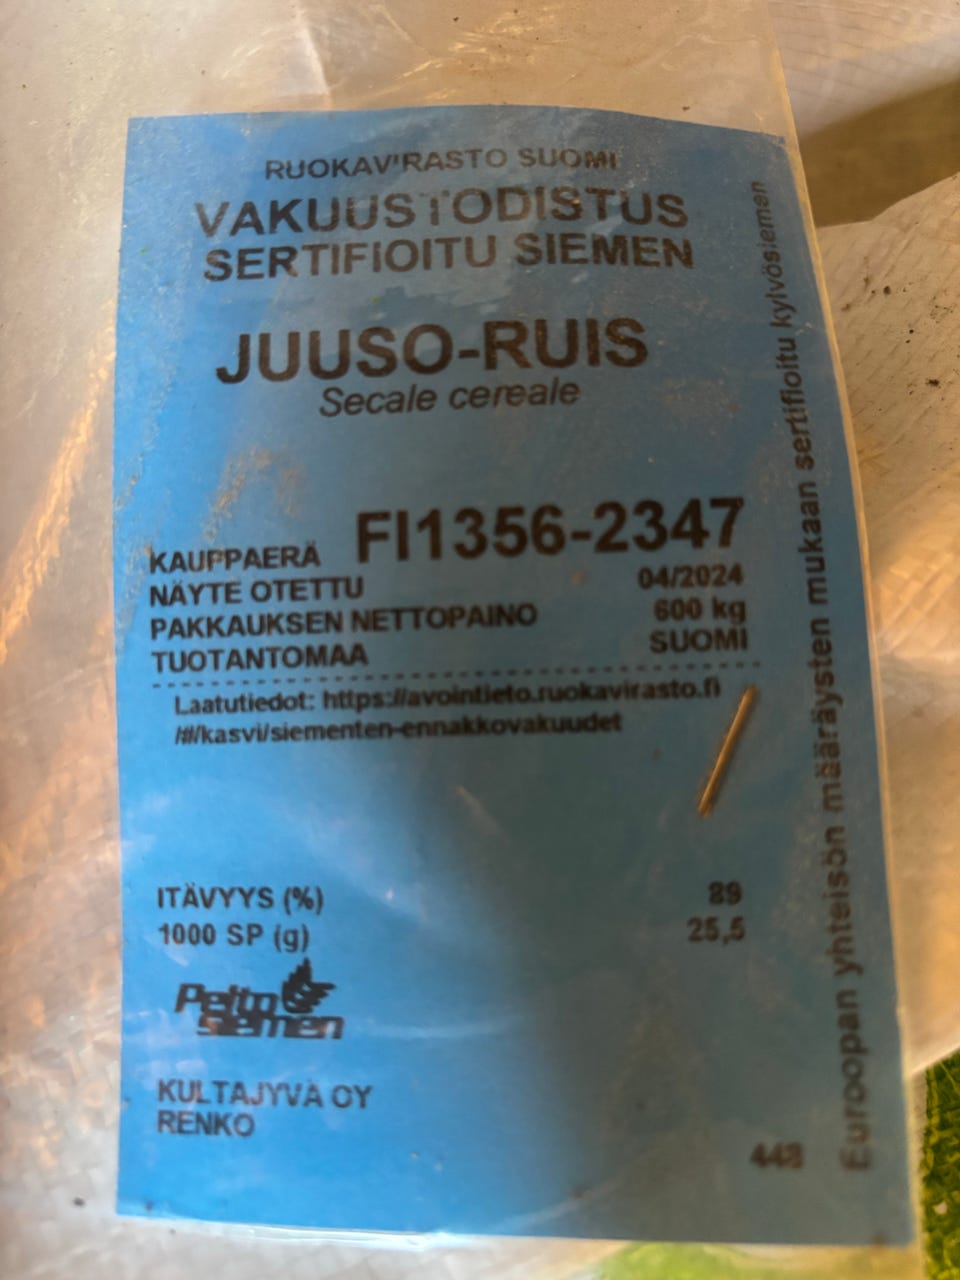 RUOKAVIRASTO SUOMI
VAKUUSTODISTUS
SERTIFIOITU SIEMEN
JUUSO-RUIS
Secale cereale
KAUPPAERÄ FI1356-2347
NÄYTE OTETTU 04/2024
PAKKAUKSEN NETTOPAINO 600 kg
TUOTANTOMAA SUOMI
Laatutiedot: https://avointieto.ruokavirasto.fi
/#/kasvi/siementen-ennakkovakuudet
ITÄVYYS (%) 89
1000 SP (g) 25,5
Pelto
siemen
KULTAJYVÄ OY
RENKO
448
Euroopan yhteisön määräysten mukaan sertifioitu kylvösiemen